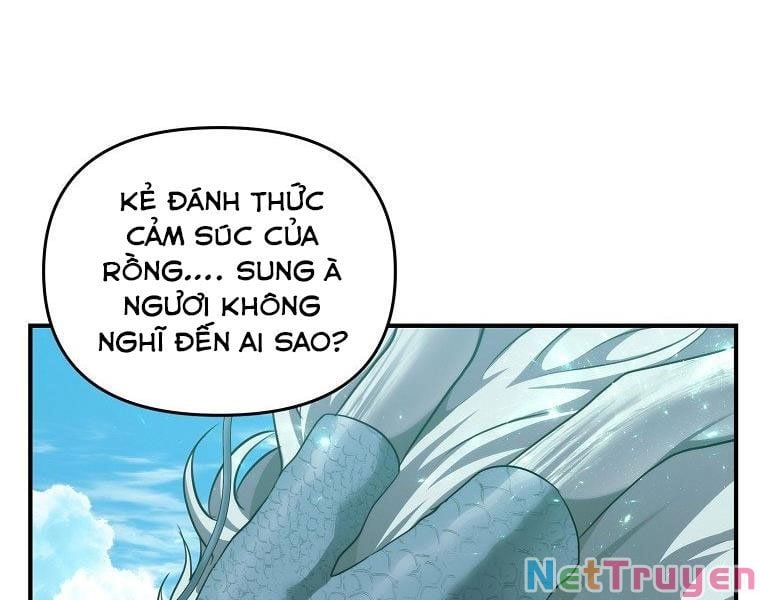 KẺ ĐÁNH THỨC
CẢM SÚC CỦA
RỒNG.... SUNG À
NGƯƠI KHÔNG
NGHĨ ĐẾN AI SAO?
NetTruyen